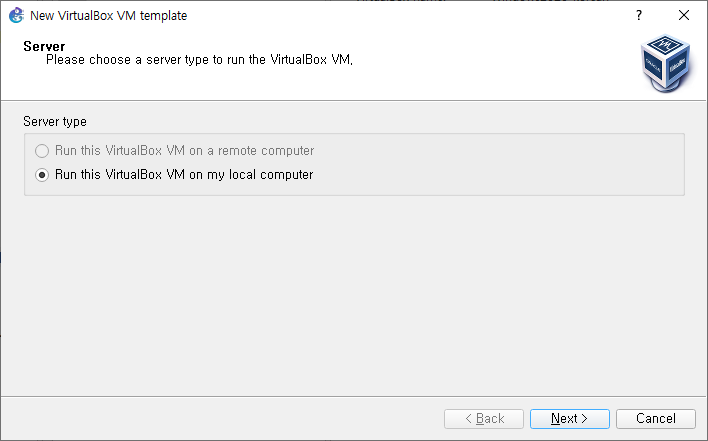 New VirtualBox VM template
?
Server
Please choose a server type to run the VirtualBox VM.
Server type
Run this VirtualBox VM on a remote computer
Run this VirtualBox VM on my local computer
< Back
Next >
Cancel